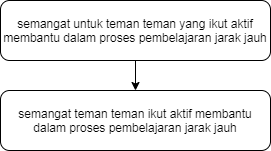 semangat untuk teman teman yang ikut aktif
membantu dalam proses pembelajaran jarak jauh
semangat teman teman ikut aktif membantu
dalam proses pembelajaran jarak jauh